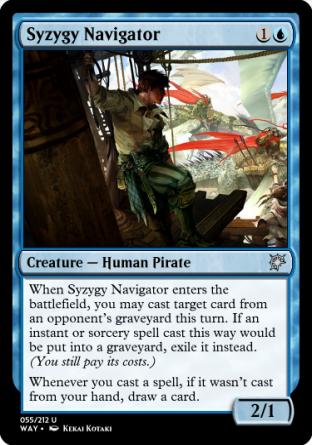 Syzygy Navigator 1
Creature — Human Pirate
When Syzygy Navigator enters the
battlefield, you may cast target card from
an opponent's graveyard this turn. If an
instant or sorcery spell cast this way would
be put into a graveyard, exile it instead.
(You still pay its costs.)
Whenever you cast a spell, if it wasn't cast
from your hand, draw a card.
2/1
055/212 U
WAY • Kekai Kotaki